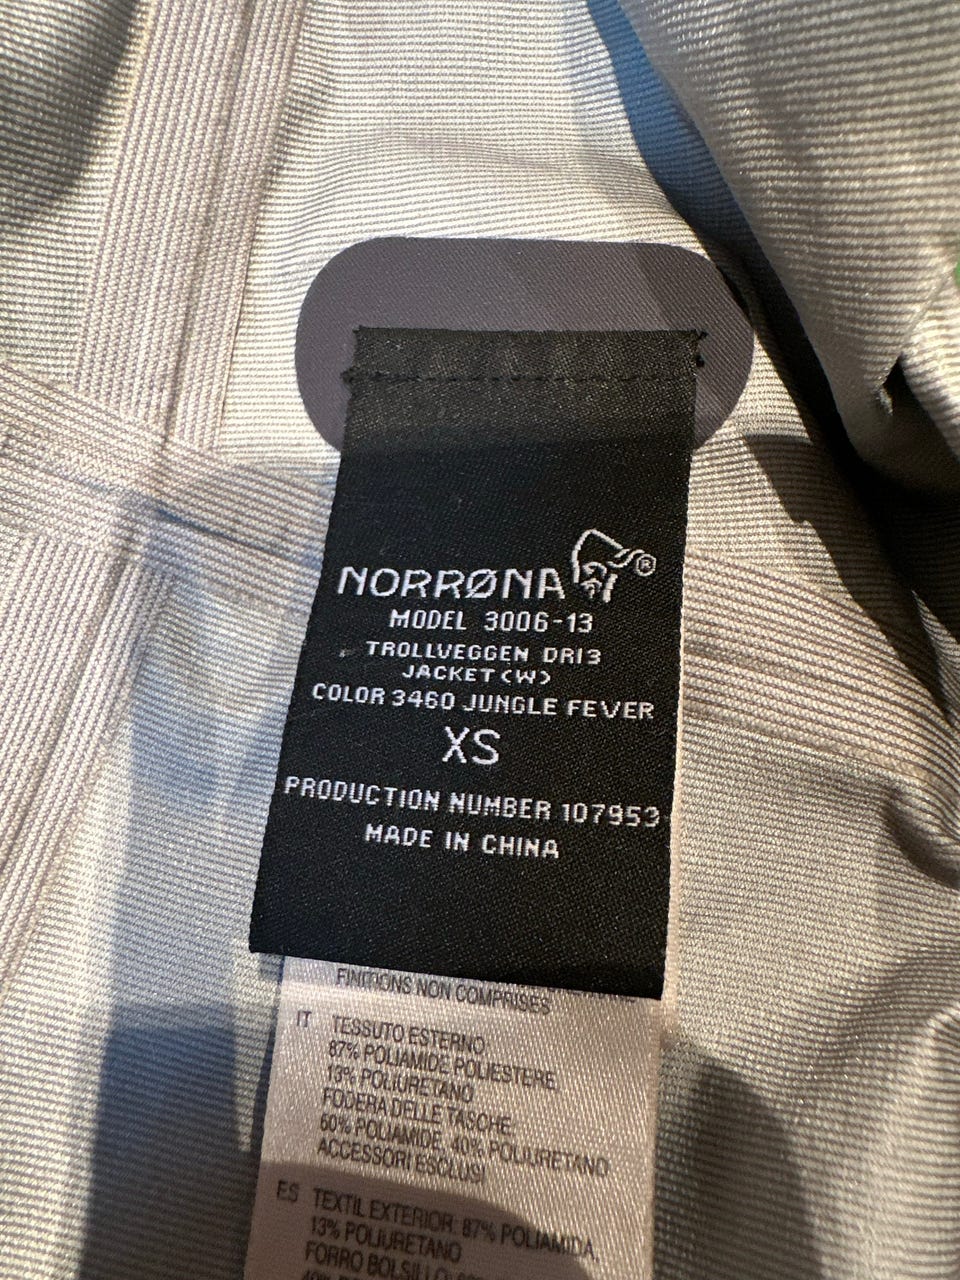 NORRØNA®
MODEL 3006-13
TROLLVEGGEN DRI3
JACKET(W)
COLOR 3460 JUNGLE FEVER
XS
PRODUCTION NUMBER 107953
MADE IN CHINA
FINITIONS NON COMPRISES
IT TESSUTO ESTERNO
87% POLIAMIDE POLIESTERE
13% POLIURETANO
FODERA DELLE TASCHE
60% POLIAMIDE, 40% POLIURETANO
ACCESSORI ESCLUSI
ES TEXTIL EXTERIOR: 87% POLIAMIDA,
13% POLIURETANO
FORRO BOLSILLO: